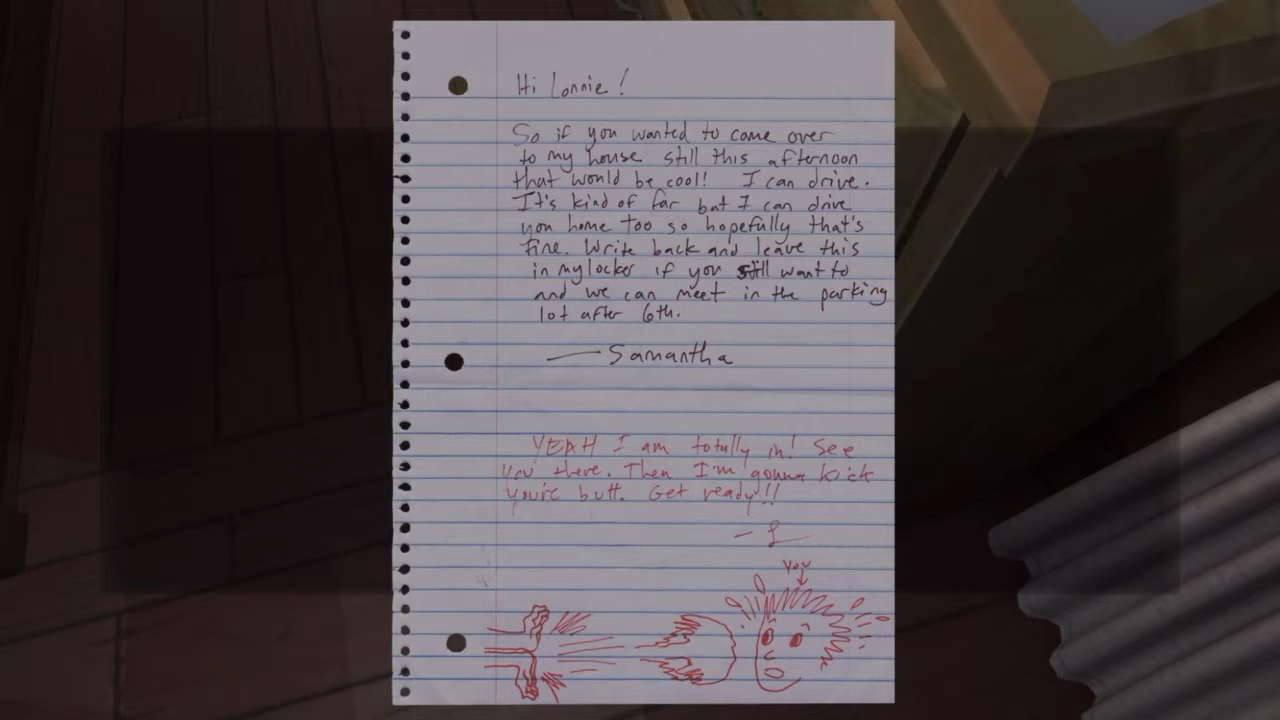 Hi Lonnie!
So if you wanted to come over
to my house still this afternoon
that would be cool! I can drive.
It's kind of far but I can drive
you home too so hopefully that's
fine. Write back and leave this
in my locker if you still want to
and we can meet in the parking
lot after 6th.
— Samantha
YEAH I am totally in! See
you there. Then I'm gonna kick
you're butt. Get ready!!
- L
you